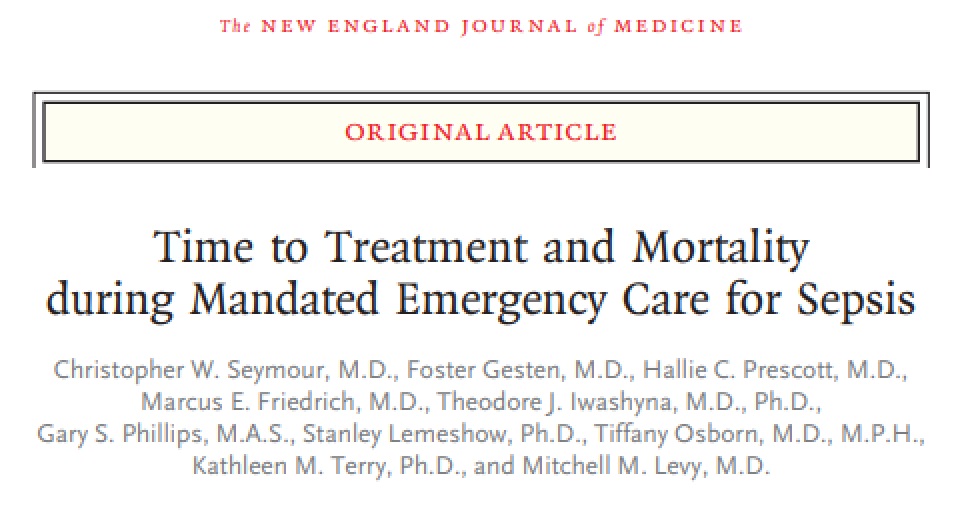 The NEW ENGLAND JOURNAL of MEDICINE
ORIGINAL ARTICLE
Time to Treatment and Mortality
during Mandated Emergency Care for Sepsis
Christopher W. Seymour, M.D., Foster Gesten, M.D., Hallie C. Prescott, M.D.,
Marcus E. Friedrich, M.D., Theodore J. Iwashyna, M.D., Ph.D.,
Gary S. Phillips, M.A.S., Stanley Lemeshow, Ph.D., Tiffany Osborn, M.D., M.P.H.,
Kathleen M. Terry, Ph.D., and Mitchell M. Levy, M.D.